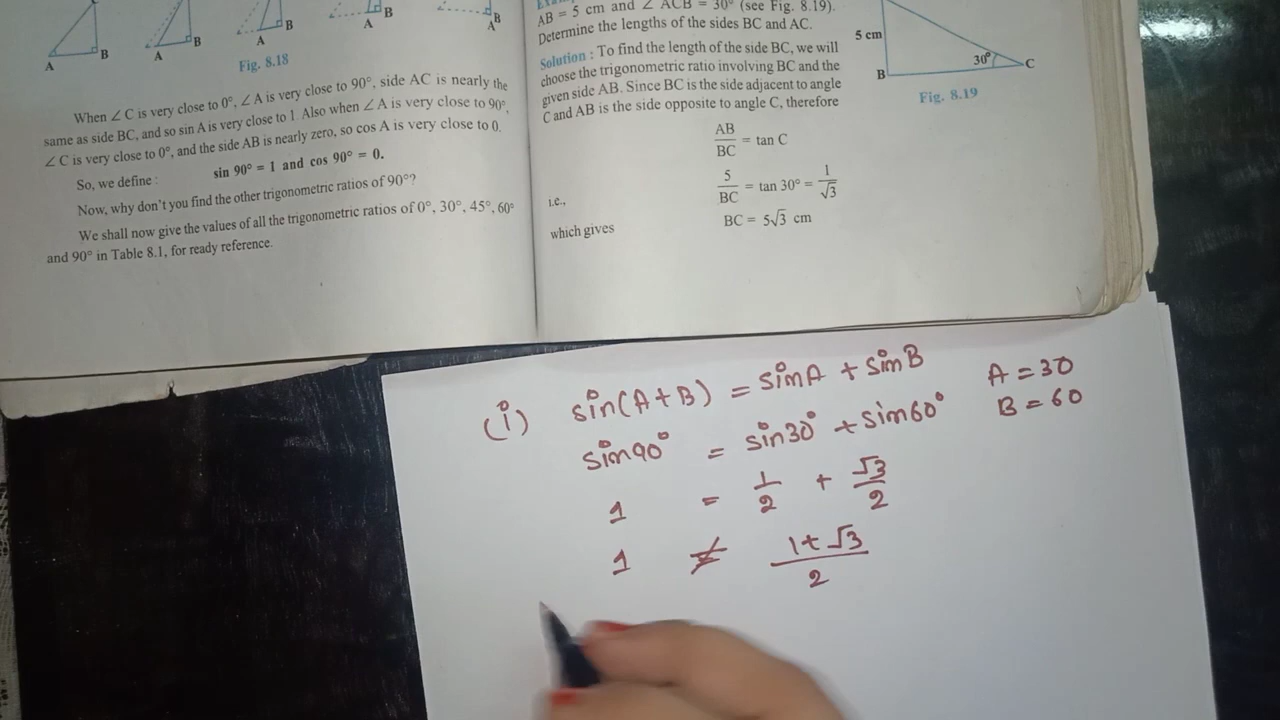 A B A B A B A B A B
Fig. 8.18
When ∠ C is very close to 0°, ∠ A is very close to 90°, side AC is nearly the
same as side BC, and so sin A is very close to 1. Also when ∠ A is very close to 90°,
∠ C is very close to 0°, and the side AB is nearly zero, so cos A is very close to 0.
So, we define : sin 90° = 1 and cos 90° = 0.
Now, why don't you find the other trigonometric ratios of 90°?
We shall now give the values of all the trigonometric ratios of 0°, 30°, 45°, 60°
and 90° in Table 8.1, for ready reference.
AB = 5 cm and ∠ ACB = 30° (see Fig. 8.19).
Determine the lengths of the sides BC and AC.
Solution : To find the length of the side BC, we will
choose the trigonometric ratio involving BC and the
given side AB. Since BC is the side adjacent to angle
C and AB is the side opposite to angle C, therefore
AB/BC = tan C
i.e., 5/BC = tan 30° = 1/√3
which gives BC = 5√3 cm
5 cm
30°
B C
Fig. 8.19
(i) sin(A+B) = sinA + sinB A = 30
sin90° = sin30° + sin60° B = 60
1 = 1/2 + √3/2
1 ≠ 1+√3/2